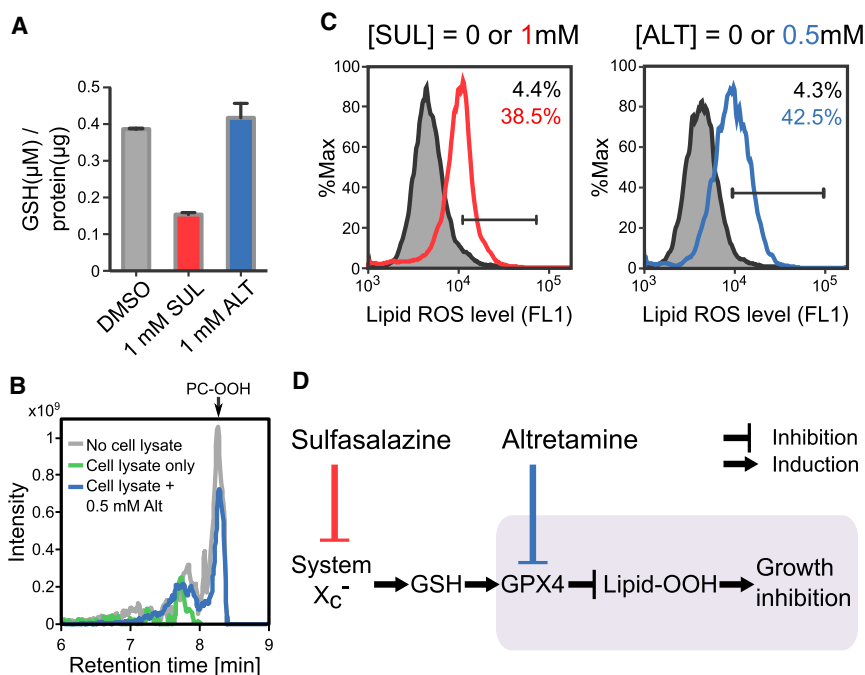 A
GSH(µM) /
protein(µg)
0.5
0.4
0.3
0.2
0.1
0
DMSO
1 mM SUL
1 mM ALT
B
PC-OOH
x10⁹
No cell lysate
Cell lysate only
Cell lysate +
0.5 mM Alt
Intensity
1
0.8
0.6
0.4
0.2
0
6 7 8 9
Retention time [min]
C
[SUL] = 0 or 1mM
%Max
100
80
60
40
20
0
4.4%
38.5%
10³ 10⁴ 10⁵
Lipid ROS level (FL1)
[ALT] = 0 or 0.5mM
%Max
100
80
60
40
20
0
4.3%
42.5%
10³ 10⁴ 10⁵
Lipid ROS level (FL1)
D
Sulfasalazine Altretamine
Inhibition
Induction
System
Xc⁻ GSH GPX4 Lipid-OOH Growth
inhibition